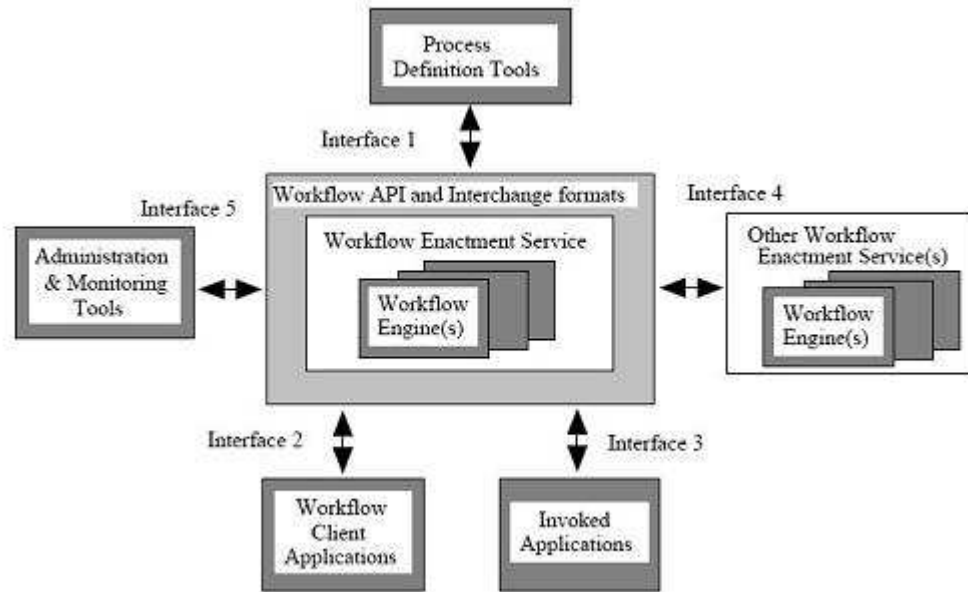 Process
Definition Tools
Interface 1
Workflow API and Interchange formats
Interface 4
Interface 5
Workflow Enactment Service
Other Workflow
Enactment Service(s)
Administration
& Monitoring
Tools
Workflow
Engine(s)
Workflow
Engine(s)
Interface 2
Interface 3
Workflow
Client
Applications
Invoked
Applications